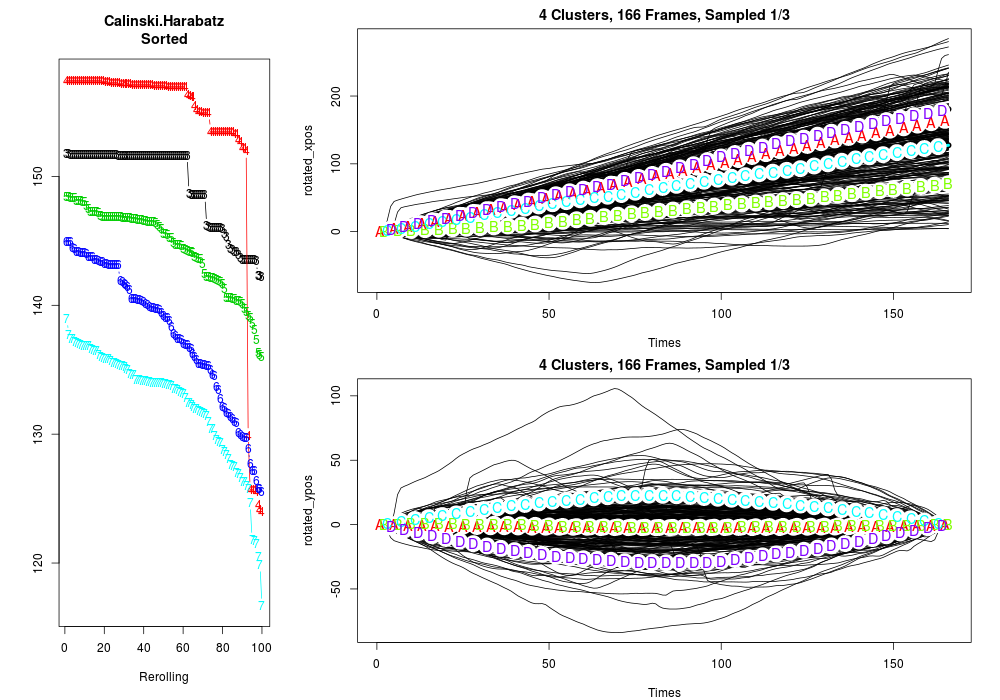 Calinski.Harabatz
Sorted
150
140
130
120
0 20 40 60 80 100
Rerolling
4 Clusters, 166 Frames, Sampled 1/3
rotated_xpos
200
100
0
0 50 100 150
Times
4 Clusters, 166 Frames, Sampled 1/3
rotated_ypos
100
50
0
-50
0 50 100 150
Times